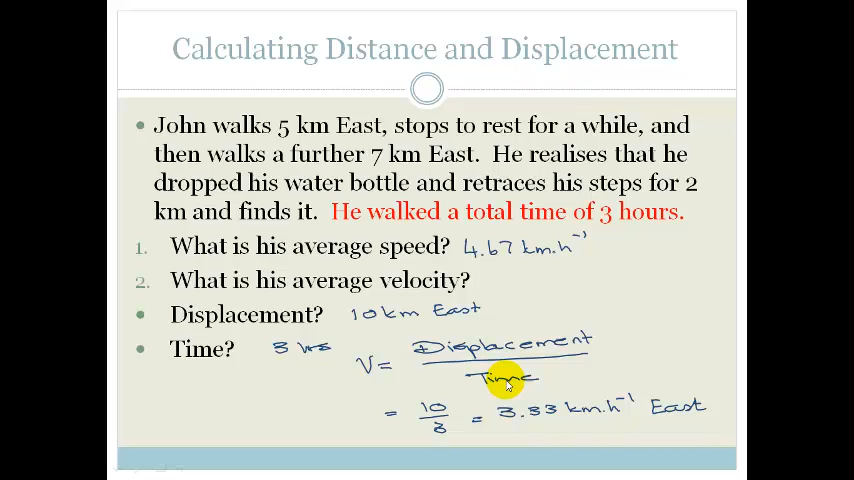 Calculating Distance and Displacement
• John walks 5 km East, stops to rest for a while, and
then walks a further 7 km East. He realises that he
dropped his water bottle and retraces his steps for 2
km and finds it. He walked a total time of 3 hours.
1. What is his average speed? 4.67 km.h⁻¹
2. What is his average velocity?
• Displacement? 10 km East
• Time? 3 hrs
V = Displacement
Time
= 10/3 = 3.33 km.h⁻¹ East